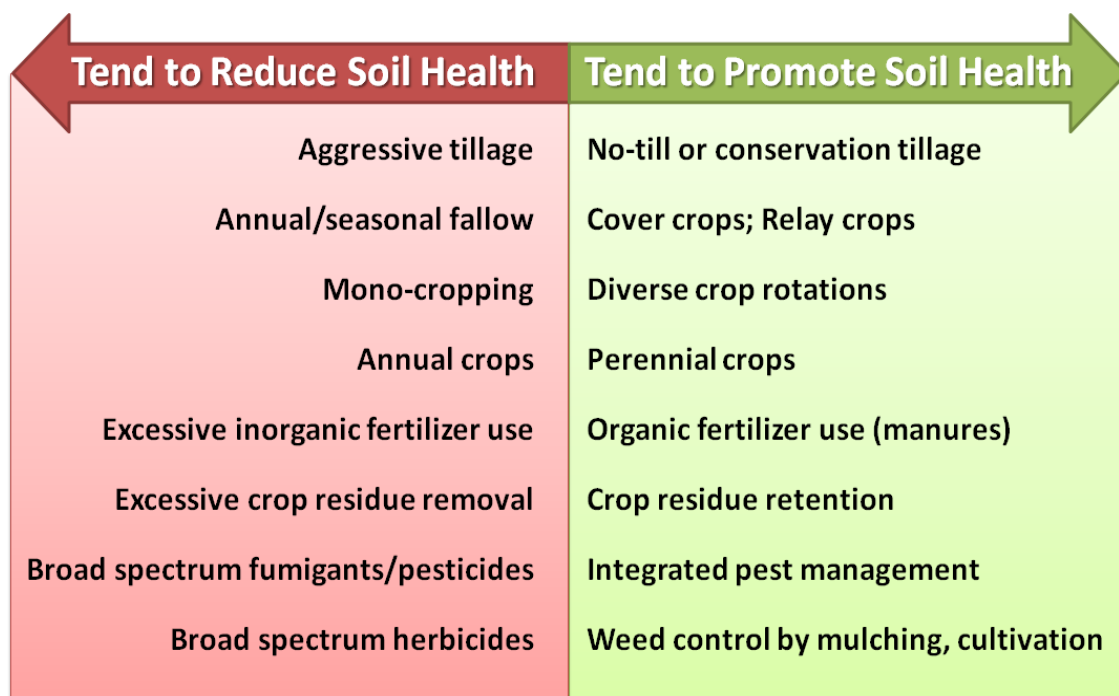 Tend to Reduce Soil Health Tend to Promote Soil Health
Aggressive tillage No-till or conservation tillage
Annual/seasonal fallow Cover crops; Relay crops
Mono-cropping Diverse crop rotations
Annual crops Perennial crops
Excessive inorganic fertilizer use Organic fertilizer use (manures)
Excessive crop residue removal Crop residue retention
Broad spectrum fumigants/pesticides Integrated pest management
Broad spectrum herbicides Weed control by mulching, cultivation